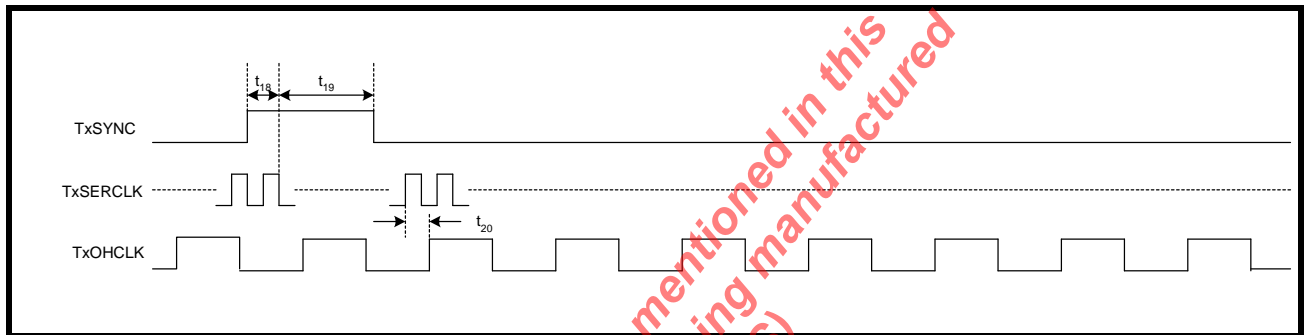 t18 t19
TxSYNC
TxSERCLK
t20
TxOHCLK
mentioned in this
ing manufactured